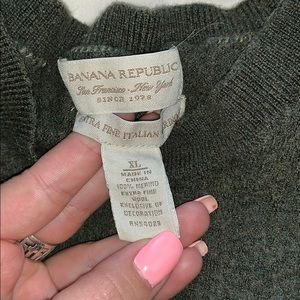 BANANA REPUBLIC
San Francisco - New York
SINCE 1978
EXTRA FINE ITALIAN
XL
MADE IN
CHINA
100% MERINO
EXTRA FINE
WOOL
EXCLUSIVE OF
DECORATION
RN54023